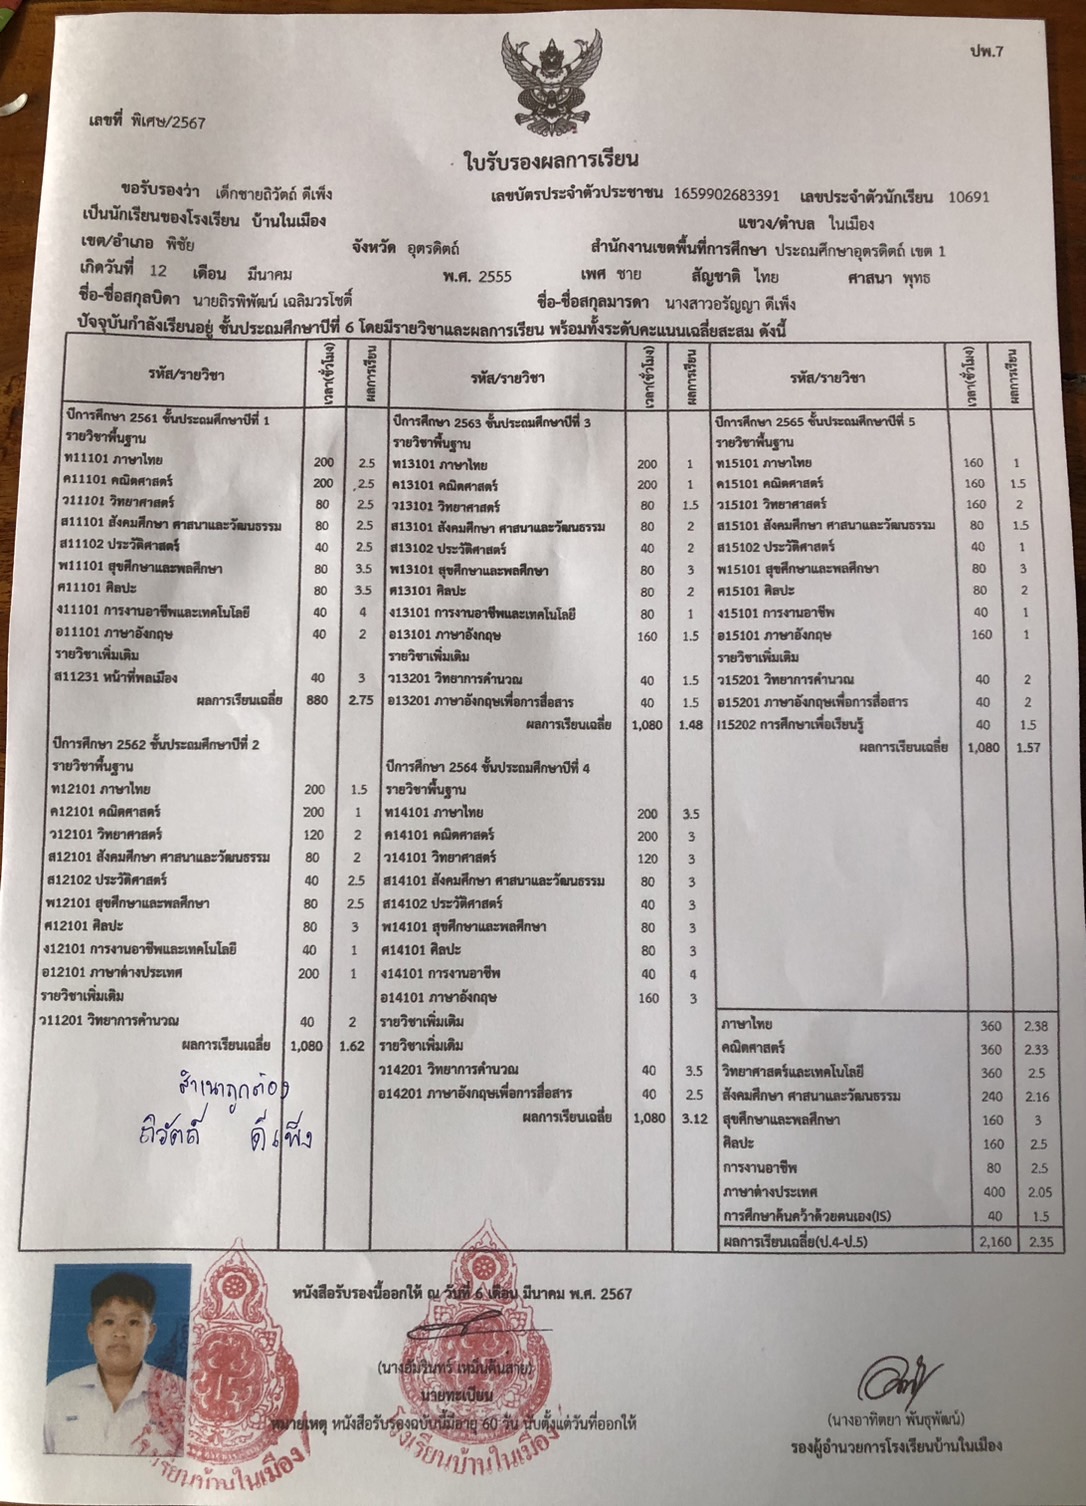 ปพ.7
เลขที่ พิเศษ/2567
ใบรับรองผลการเรียน
ขอรับรองว่า เด็กชายถิวัตถ์ ดีเพ็ง เลขบัตรประจำตัวประชาชน 1659902683391 เลขประจำตัวนักเรียน 10691
เป็นนักเรียนของโรงเรียน บ้านในเมือง แขวง/ตำบล ในเมือง
เขต/อำเภอ พิชัย จังหวัด อุตรดิตถ์ สำนักงานเขตพื้นที่การศึกษา ประถมศึกษาอุตรดิตถ์ เขต 1
เกิดวันที่ 12 เดือน มีนาคม พ.ศ. 2555 เพศ ชาย สัญชาติ ไทย ศาสนา พุทธ
ชื่อ-ชื่อสกุลบิดา นายถิรพิพัฒน์ เฉลิมวรโชติ์ ชื่อ-ชื่อสกุลมารดา นางสาวอรัญญา ดีเพ็ง
ปัจจุบันกำลังเรียนอยู่ ชั้นประถมศึกษาปีที่ 6 โดยมีรายวิชาและผลการเรียน พร้อมทั้งระดับคะแนนเฉลี่ยสะสม ดังนี้
รหัส/รายวิชา เวลา(ชั่วโมง) ผลการเรียน
ปีการศึกษา 2561 ชั้นประถมศึกษาปีที่ 1
รายวิชาพื้นฐาน
ท11101 ภาษาไทย 200 2.5
ค11101 คณิตศาสตร์ 200 2.5
ว11101 วิทยาศาสตร์ 80 2.5
ส11101 สังคมศึกษา ศาสนาและวัฒนธรรม 80 2.5
ส11102 ประวัติศาสตร์ 40 2.5
พ11101 สุขศึกษาและพลศึกษา 80 3.5
ศ11101 ศิลปะ 80 3.5
ง11101 การงานอาชีพและเทคโนโลยี 40 4
อ11101 ภาษาอังกฤษ 40 2
รายวิชาเพิ่มเติม
ส11231 หน้าที่พลเมือง 40 3
ผลการเรียนเฉลี่ย 880 2.75
ปีการศึกษา 2562 ชั้นประถมศึกษาปีที่ 2
รายวิชาพื้นฐาน
ท12101 ภาษาไทย 200 1.5
ค12101 คณิตศาสตร์ 200 1
ว12101 วิทยาศาสตร์ 120 2
ส12101 สังคมศึกษา ศาสนาและวัฒนธรรม 80 2
ส12102 ประวัติศาสตร์ 40 2.5
พ12101 สุขศึกษาและพลศึกษา 80 2.5
ศ12101 ศิลปะ 80 3
ง12101 การงานอาชีพและเทคโนโลยี 40 1
อ12101 ภาษาต่างประเทศ 200 1
รายวิชาเพิ่มเติม
ว11201 วิทยาการคำนวณ 40 2
ผลการเรียนเฉลี่ย 1,080 1.62
สำเนาถูกต้อง
ถิวัตถ์ ดีเพ็ง
รหัส/รายวิชา เวลา(ชั่วโมง) ผลการเรียน
ปีการศึกษา 2563 ชั้นประถมศึกษาปีที่ 3
รายวิชาพื้นฐาน
ท13101 ภาษาไทย 200 1
ค13101 คณิตศาสตร์ 200 1
ว13101 วิทยาศาสตร์ 80 1.5
ส13101 สังคมศึกษา ศาสนาและวัฒนธรรม 80 2
ส13102 ประวัติศาสตร์ 40 2
พ13101 สุขศึกษาและพลศึกษา 80 3
ศ13101 ศิลปะ 80 2
ง13101 การงานอาชีพและเทคโนโลยี 80 1
อ13101 ภาษาอังกฤษ 160 1.5
รายวิชาเพิ่มเติม
ว13201 วิทยาการคำนวณ 40 1.5
อ13201 ภาษาอังกฤษเพื่อการสื่อสาร 40 1.5
ผลการเรียนเฉลี่ย 1,080 1.48
ปีการศึกษา 2564 ชั้นประถมศึกษาปีที่ 4
รายวิชาพื้นฐาน
ท14101 ภาษาไทย 200 3.5
ค14101 คณิตศาสตร์ 200 3
ว14101 วิทยาศาสตร์ 120 3
ส14101 สังคมศึกษา ศาสนาและวัฒนธรรม 80 3
ส14102 ประวัติศาสตร์ 40 3
พ14101 สุขศึกษาและพลศึกษา 80 3
ศ14101 ศิลปะ 80 3
ง14101 การงานอาชีพ 40 4
อ14101 ภาษาอังกฤษ 160 3
รายวิชาเพิ่มเติม
รายวิชาเพิ่มเติม
ว14201 วิทยาการคำนวณ 40 3.5
อ14201 ภาษาอังกฤษเพื่อการสื่อสาร 40 2.5
ผลการเรียนเฉลี่ย 1,080 3.12
รหัส/รายวิชา เวลา(ชั่วโมง) ผลการเรียน
ปีการศึกษา 2565 ชั้นประถมศึกษาปีที่ 5
รายวิชาพื้นฐาน
ท15101 ภาษาไทย 160 1
ค15101 คณิตศาสตร์ 160 1.5
ว15101 วิทยาศาสตร์ 160 2
ส15101 สังคมศึกษา ศาสนาและวัฒนธรรม 80 1.5
ส15102 ประวัติศาสตร์ 40 1
พ15101 สุขศึกษาและพลศึกษา 80 3
ศ15101 ศิลปะ 80 2
ง15101 การงานอาชีพ 40 1
อ15101 ภาษาอังกฤษ 160 1
รายวิชาเพิ่มเติม
ว15201 วิทยาการคำนวณ 40 2
อ15201 ภาษาอังกฤษเพื่อการสื่อสาร 40 2
I15202 การศึกษาเพื่อเรียนรู้ 40 1.5
ผลการเรียนเฉลี่ย 1,080 1.57
ภาษาไทย 360 2.38
คณิตศาสตร์ 360 2.33
วิทยาศาสตร์และเทคโนโลยี 360 2.5
สังคมศึกษา ศาสนาและวัฒนธรรม 240 2.16
สุขศึกษาและพลศึกษา 160 3
ศิลปะ 160 2.5
การงานอาชีพ 80 2.5
ภาษาต่างประเทศ 400 2.05
การศึกษาค้นคว้าด้วยตนเอง(IS) 40 1.5
ผลการเรียนเฉลี่ย(ป.4-ป.5) 2,160 2.35
หนังสือรับรองนี้ออกให้ ณ วันที่ 6 เดือน มีนาคม พ.ศ. 2567
(นางอัมรินทร์ เหมันต์นสาย)
นายทะเบียน
หมายเหตุ หนังสือรับรองฉบับนี้มีอายุ 60 วัน นับตั้งแต่วันที่ออกให้
(นางอาทิตยา พันธุพัฒน์)
รองผู้อำนวยการโรงเรียนบ้านในเมือง
โรงเรียนบ้านในเมือง
โรงเรียนบ้านในเมือง